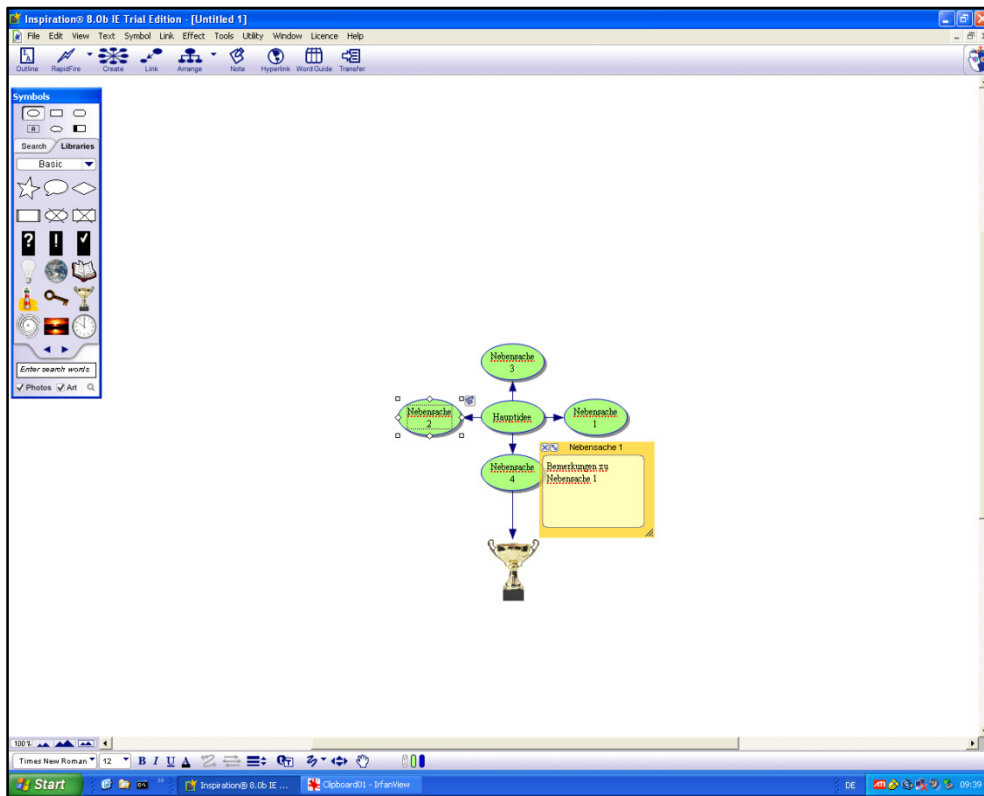 Inspiration® 8.0b IE Trial Edition - [Untitled 1]
File Edit View Text Symbol Link Effect Tools Utility Window Licence Help
Outline RapidFire Create Link Arrange Note Hyperlink Word Guide Transfer
Symbols
A
Search Libraries
Basic
? ! ✓
Enter search words
Photos Art
Nebensache
3
Nebensache
2
Hauptidee
Nebensache
1
Nebensache
4
Nebensache 1
Bemerkungen zu
Nebensache 1
100%
Times New Roman 12 B I U A
Start Inspiration® 8.0b IE ... Clipboard01 - IrfanView DE 09:39